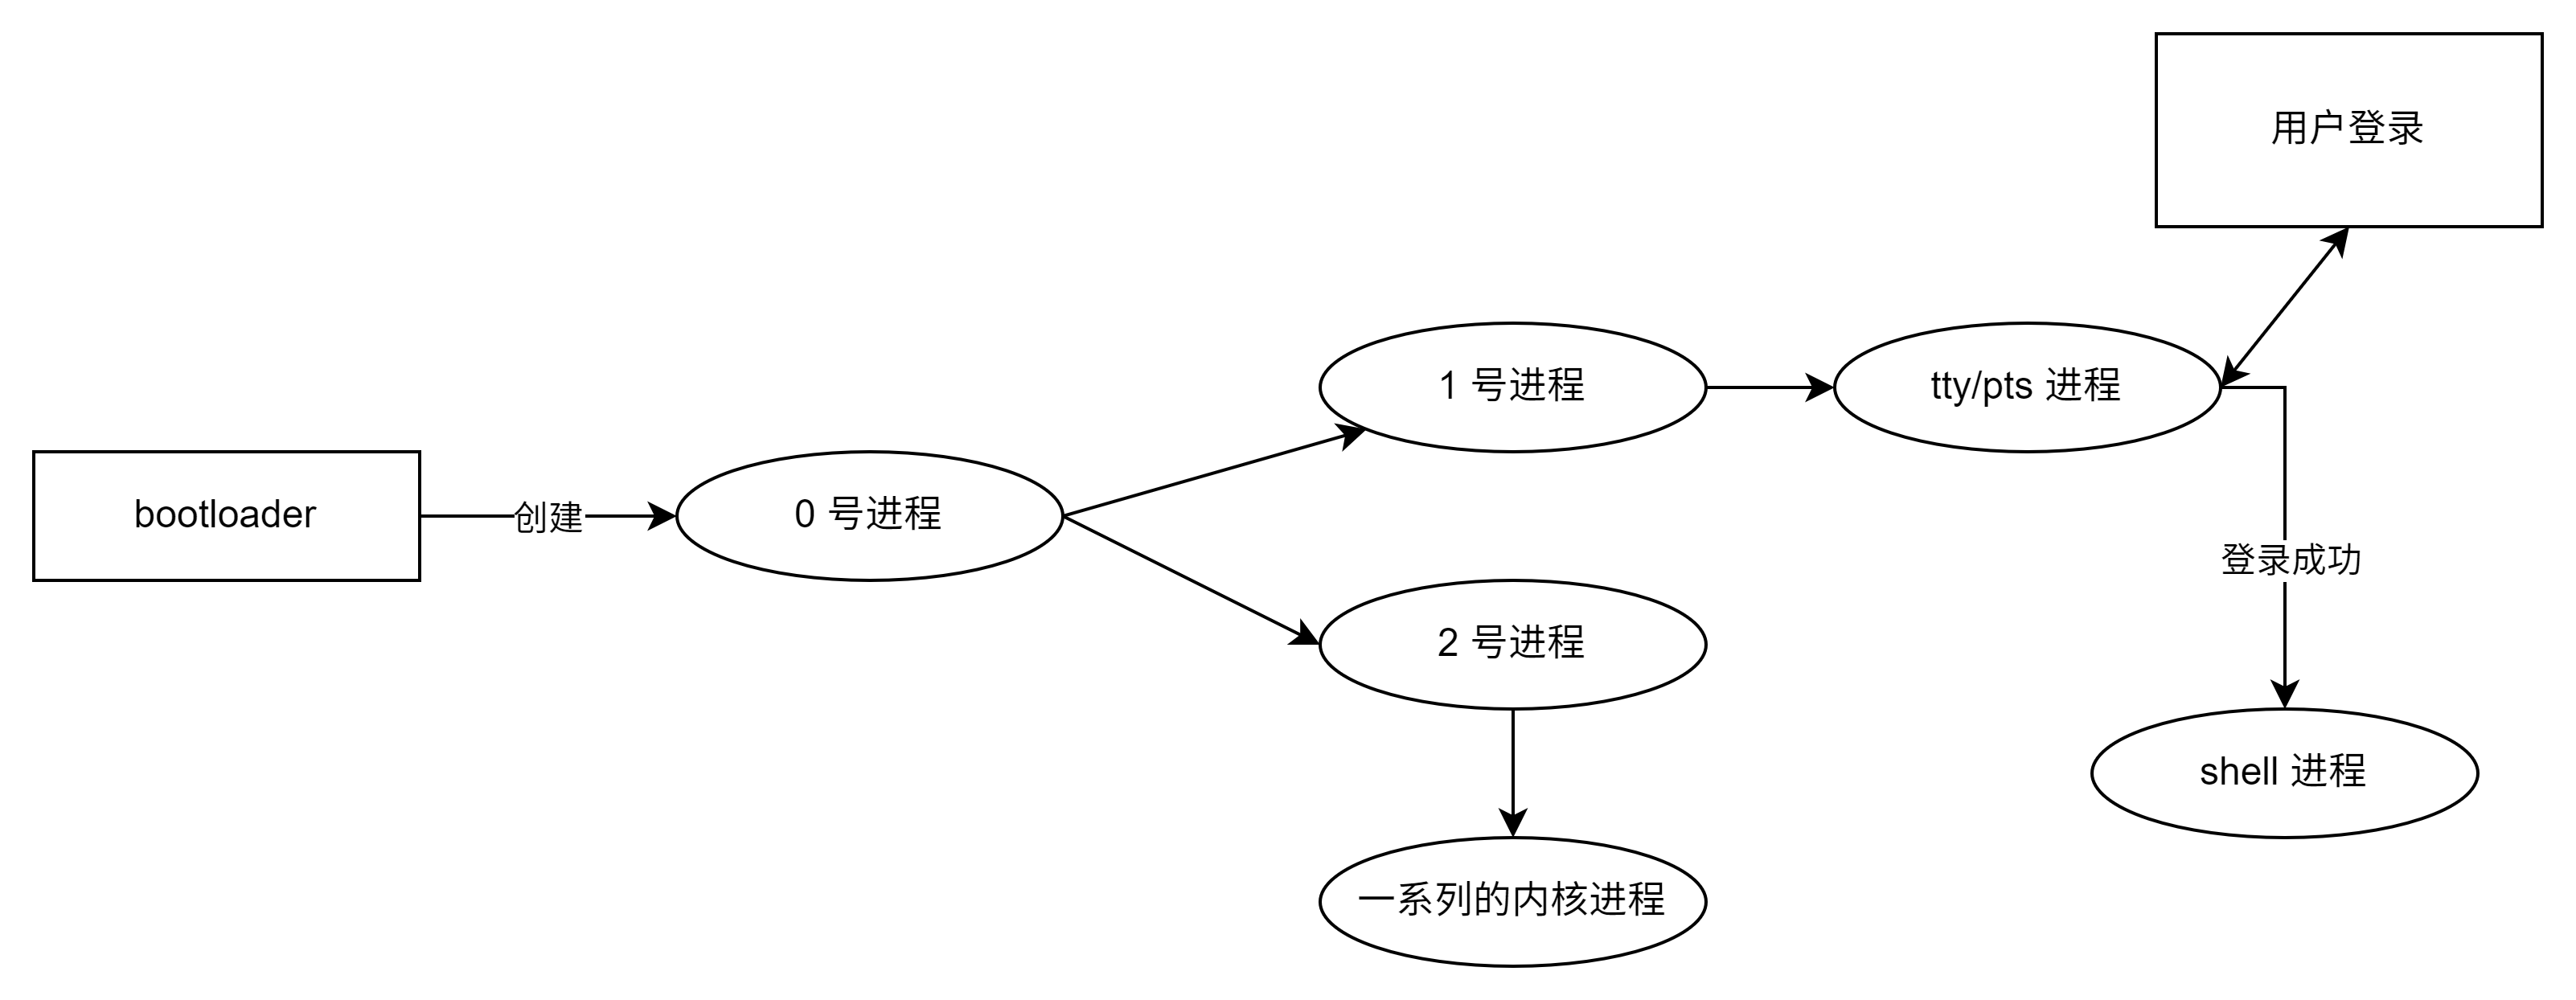 用户登录
1 号进程
tty/pts 进程
bootloader
创建
0 号进程
登录成功
2 号进程
shell 进程
一系列的内核进程